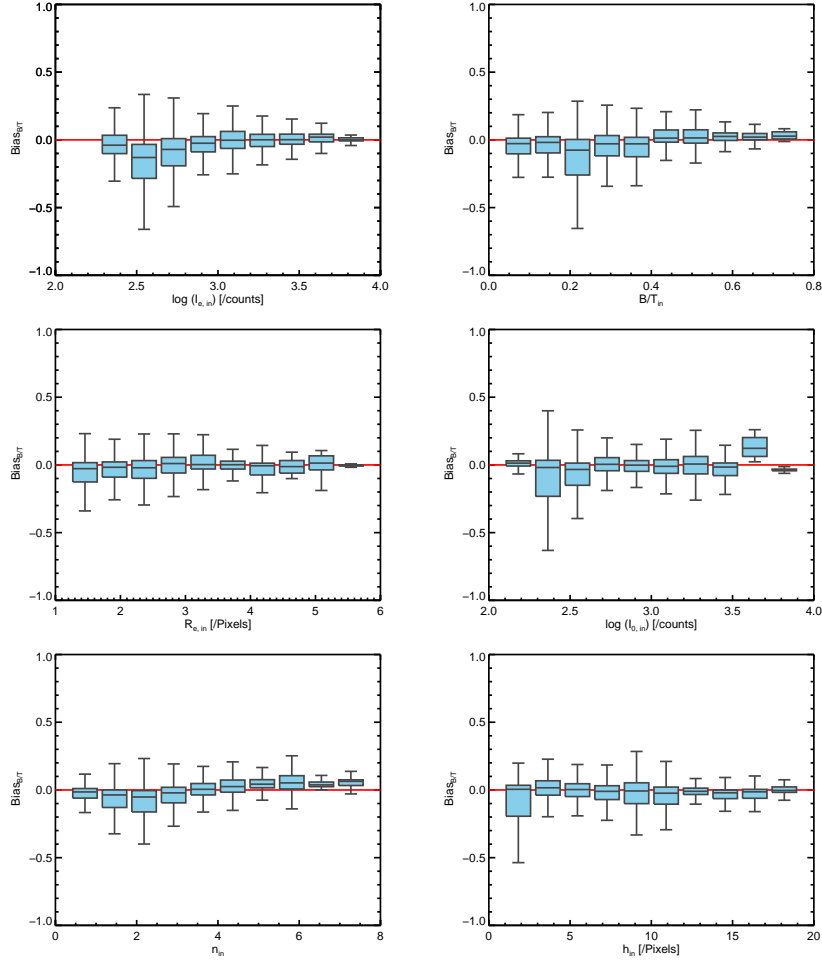 1.0
0.5
0.0
−0.5
−1.0
Bias_B/T
2.0 2.5 3.0 3.5 4.0
log (I_e, in) [/counts]
1.0
0.5
0.0
−0.5
−1.0
Bias_B/T
0.0 0.2 0.4 0.6 0.8
B/T_in
1.0
0.5
0.0
−0.5
−1.0
Bias_B/T
1 2 3 4 5 6
R_e, in [/Pixels]
1.0
0.5
0.0
−0.5
−1.0
Bias_B/T
2.0 2.5 3.0 3.5 4.0
log (I_0, in) [/counts]
1.0
0.5
0.0
−0.5
−1.0
Bias_B/T
0 2 4 6 8
n_in
1.0
0.5
0.0
−0.5
−1.0
Bias_B/T
0 5 10 15 20
h_in [/Pixels]